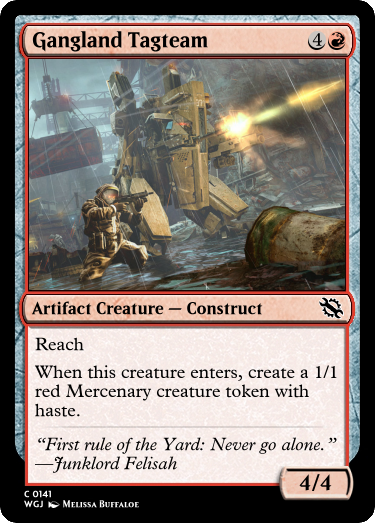 Gangland Tagteam 4
Artifact Creature — Construct
Reach
When this creature enters, create a 1/1
red Mercenary creature token with
haste.
“First rule of the Yard: Never go alone.”
—Junklord Felisah
4/4
C 0141
WGJ Melissa Buffaloe